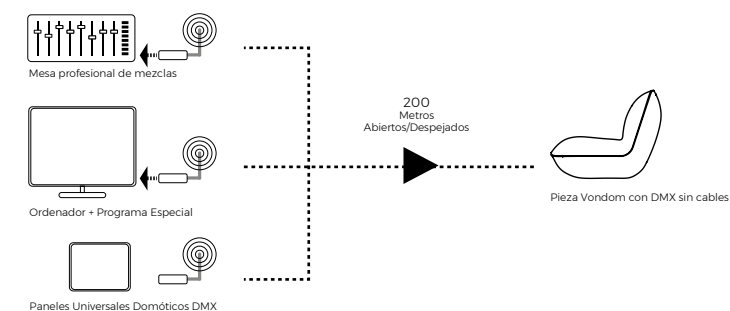 Mesa profesional de mezclas
200
Metros
Abiertos/Despejados
Ordenador + Programa Especial
Pieza Vondom con DMX sin cables
Paneles Universales Domóticos DMX